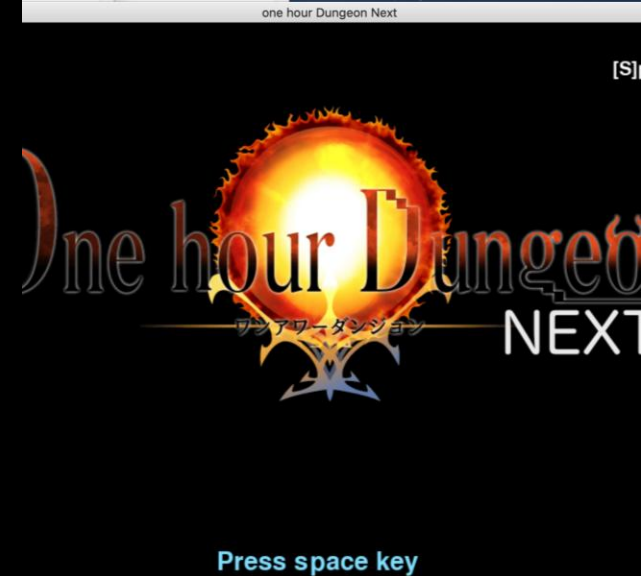 one hour Dungeon Next
[S]
One hour Dungeo
ワンアワーダンジョン
NEXT
Press space key